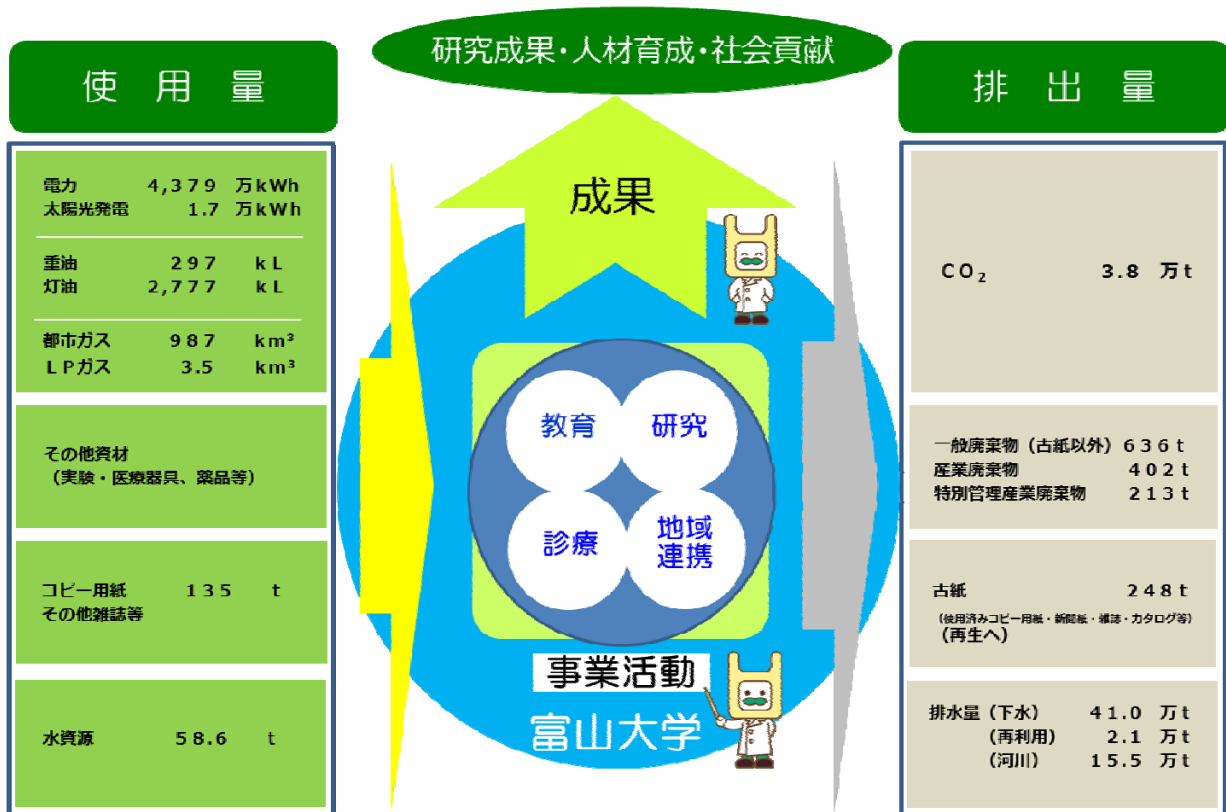 研究成果・人材育成・社会貢献
使用量
電力 4,379 万kWh
太陽光発電 1.7 万kWh
重油 297 kL
灯油 2,777 kL
都市ガス 987 km³
LPガス 3.5 km³
その他資材
(実験・医療器具、薬品等)
コピー用紙 135 t
その他雑誌等
水資源 58.6 t
成果
教育
研究
診療
地域
連携
事業活動
富山大学
排出量
CO₂ 3.8 万t
一般廃棄物(古紙以外)636t
産業廃棄物 402t
特別管理産業廃棄物 213t
古紙 248t
(使用済みコピー用紙・新聞紙・雑誌・カタログ等)
(再生へ)
排水量(下水) 41.0 万t
(再利用) 2.1 万t
(河川) 15.5 万t